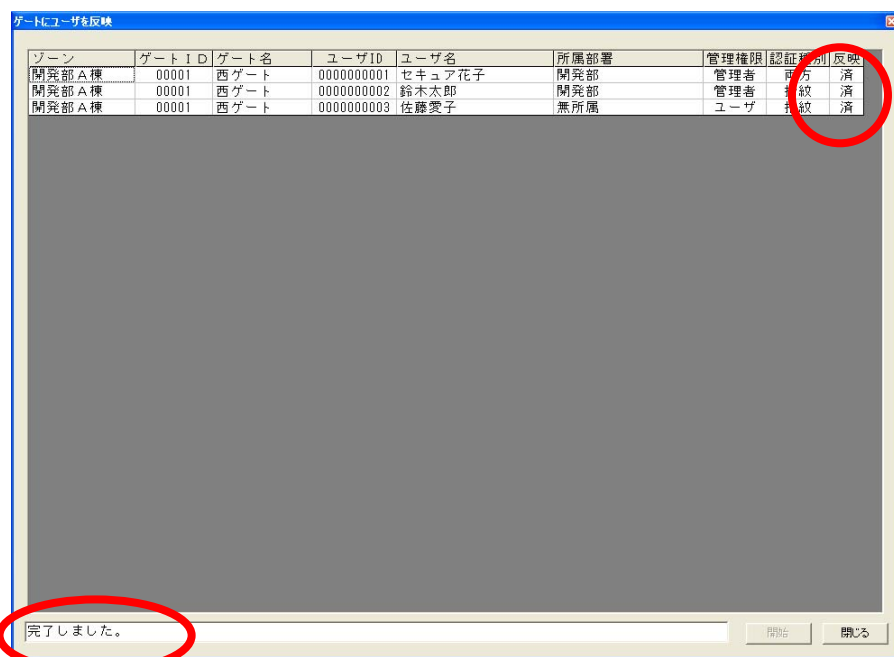 ゲートにユーザを反映
ゾーン ゲートＩＤ ゲート名 ユーザID ユーザ名 所属部署 管理権限 認証種別 反映
開発部Ａ棟 00001 西ゲート 0000000001 セキュア花子 開発部 管理者 両方 済
開発部Ａ棟 00001 西ゲート 0000000002 鈴木太郎 開発部 管理者 指紋 済
開発部Ａ棟 00001 西ゲート 0000000003 佐藤愛子 無所属 ユーザ 指紋 済
完了しました。 開始 閉じる